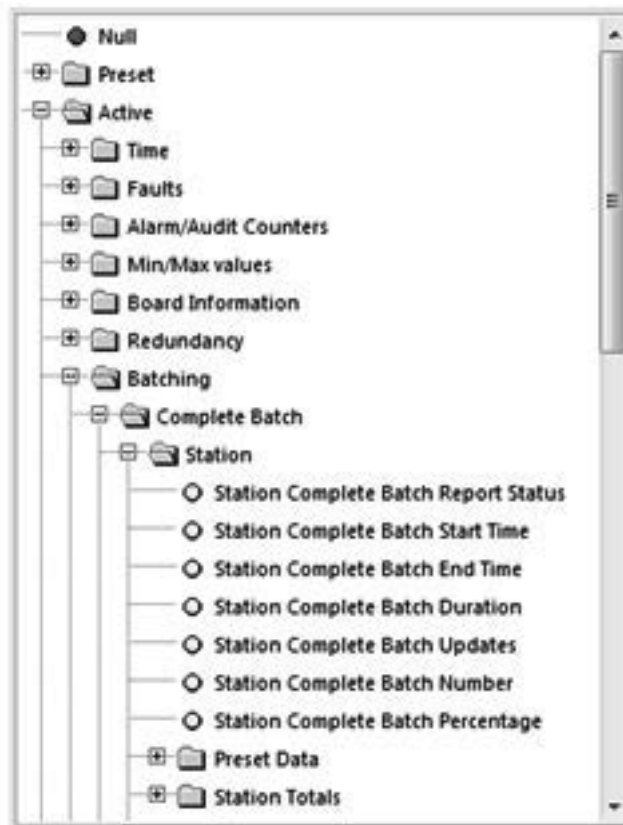 Null
Preset
Active
Time
Faults
Alarm/Audit Counters
Min/Max values
Board Information
Redundancy
Batching
Complete Batch
Station
Station Complete Batch Report Status
Station Complete Batch Start Time
Station Complete Batch End Time
Station Complete Batch Duration
Station Complete Batch Updates
Station Complete Batch Number
Station Complete Batch Percentage
Preset Data
Station Totals